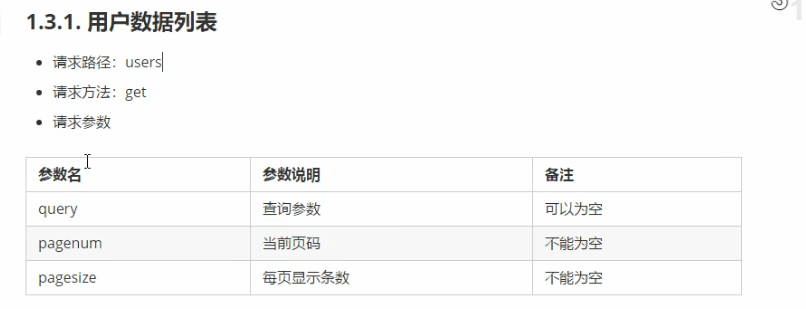 1.3.1. 用户数据列表
请求路径：users
请求方法：get
请求参数
参数名 参数说明 备注
query 查询参数 可以为空
pagenum 当前页码 不能为空
pagesize 每页显示条数 不能为空